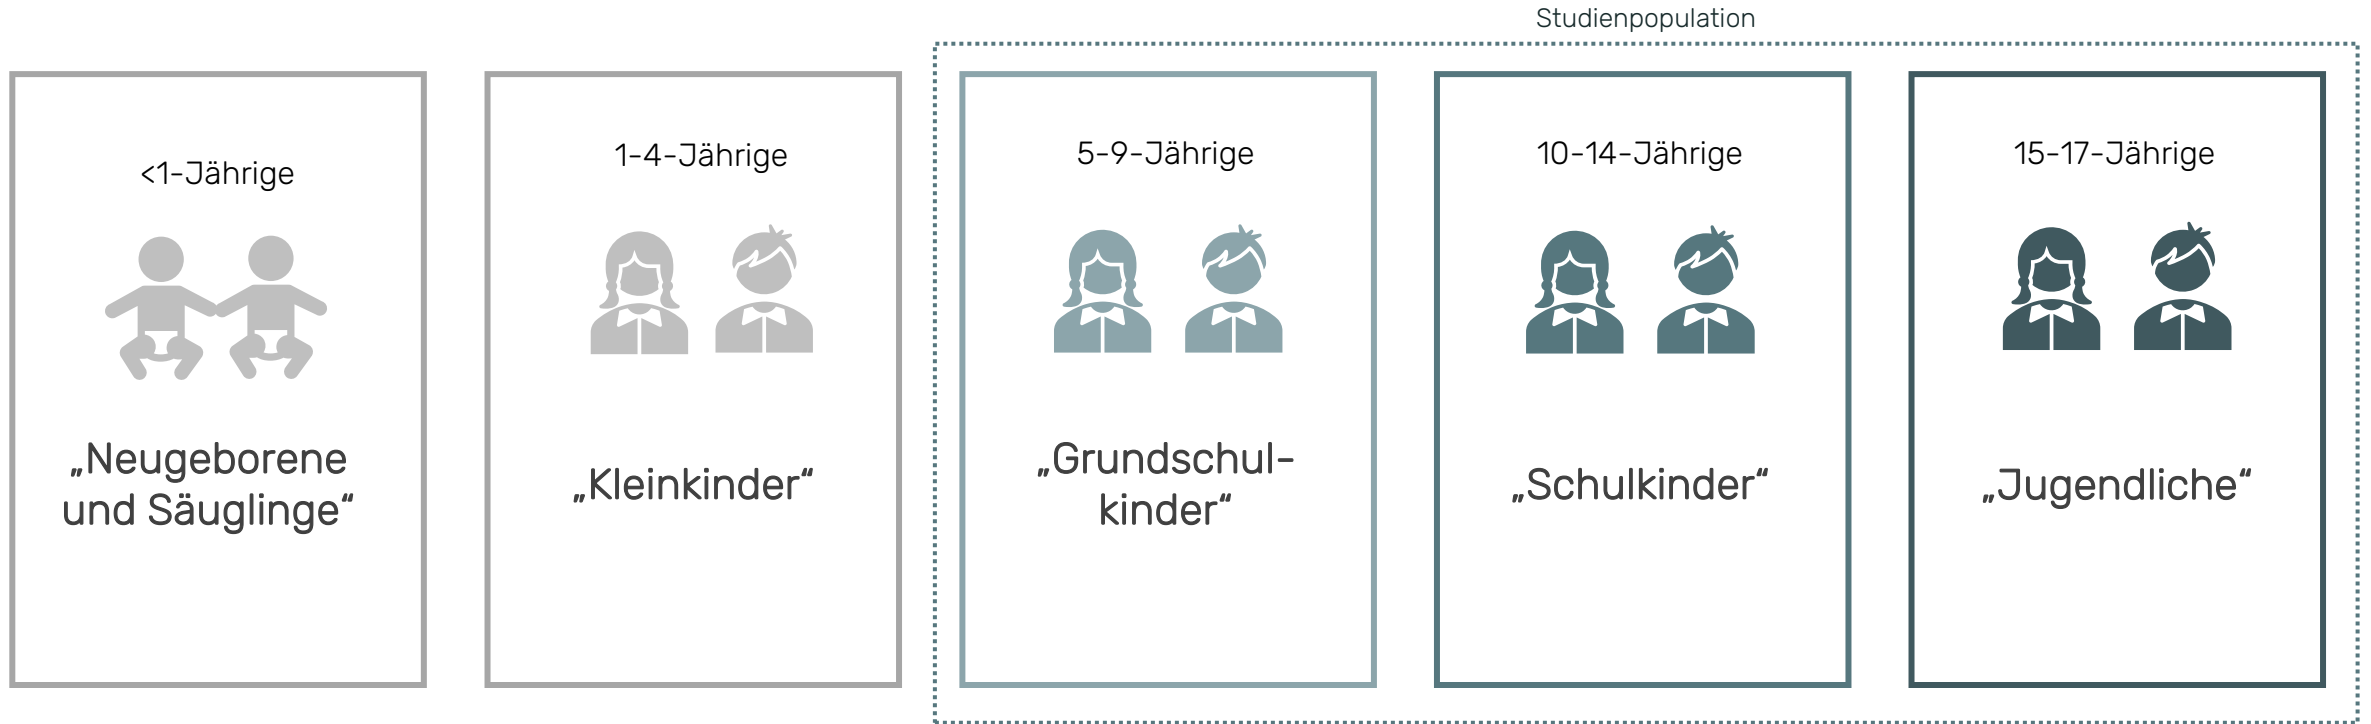 Studienpopulation
<1-Jährige
„Neugeborene
und Säuglinge“
1-4-Jährige
„Kleinkinder“
5-9-Jährige
„Grundschul-
kinder“
10-14-Jährige
„Schulkinder“
15-17-Jährige
„Jugendliche“